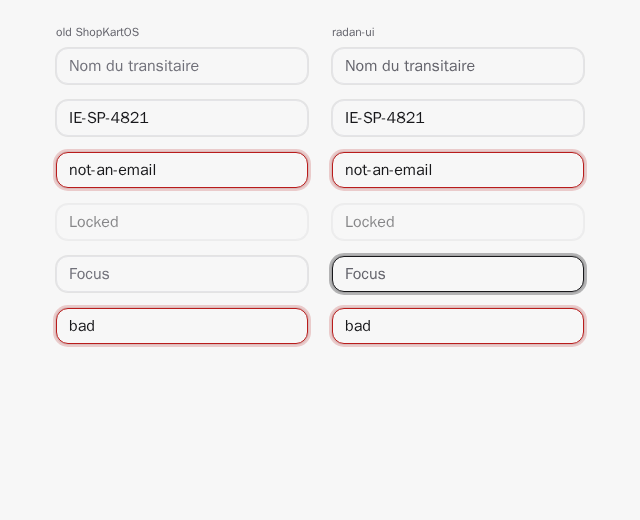 old ShopKartOS
radan-ui
Nom du transitaire
Nom du transitaire
IE-SP-4821
IE-SP-4821
not-an-email
not-an-email
Locked
Locked
Focus
Focus
bad
bad